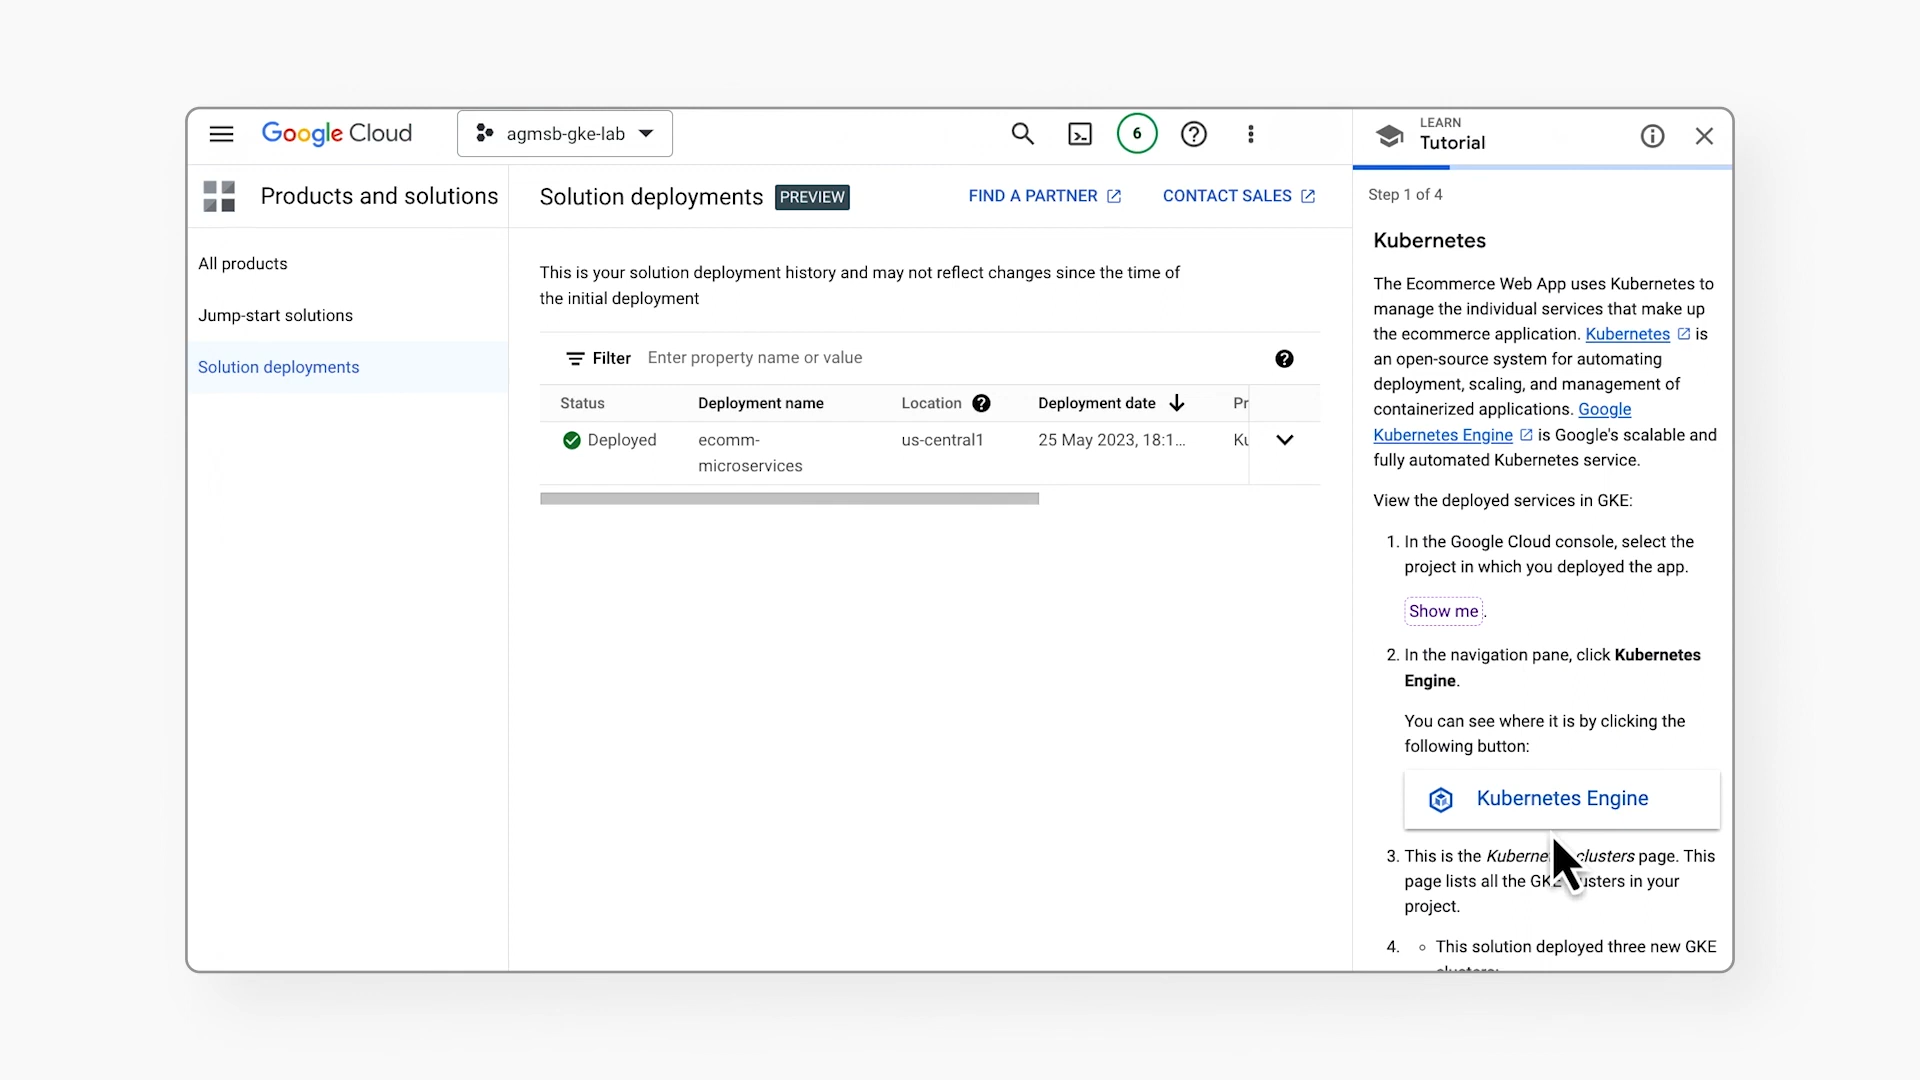 Google Cloud
agmsb-gke-lab
6
LEARN
Tutorial
Products and solutions
All products
Jump-start solutions
Solution deployments
Solution deployments PREVIEW
FIND A PARTNER
CONTACT SALES
This is your solution deployment history and may not reflect changes since the time of
the initial deployment
Filter Enter property name or value
Status Deployment name Location Deployment date Pr
Deployed ecomm- us-central1 25 May 2023, 18:1... Ku
microservices
Step 1 of 4
Kubernetes
The Ecommerce Web App uses Kubernetes to
manage the individual services that make up
the ecommerce application. Kubernetes is
an open-source system for automating
deployment, scaling, and management of
containerized applications. Google
Kubernetes Engine is Google's scalable and
fully automated Kubernetes service.
View the deployed services in GKE:
1. In the Google Cloud console, select the
project in which you deployed the app.
Show me.
2. In the navigation pane, click Kubernetes
Engine.
You can see where it is by clicking the
following button:
Kubernetes Engine
3. This is the clusters page. This
page lists all the in your
project.
4. ○ This solution deployed three new GKE